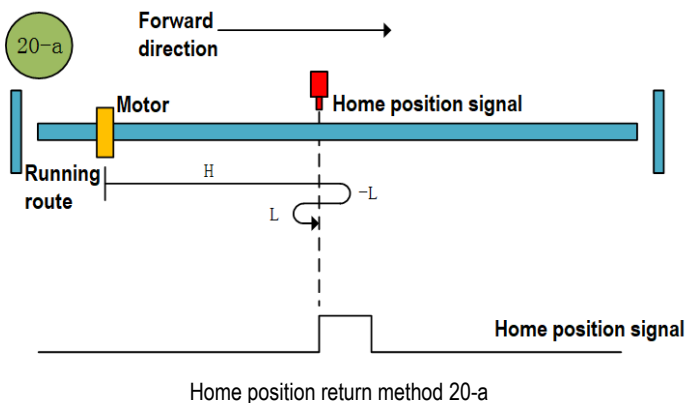 20-a
Forward
direction
Motor
Home position signal
Running
route
H
-L
L
Home position signal
Home position return method 20-a